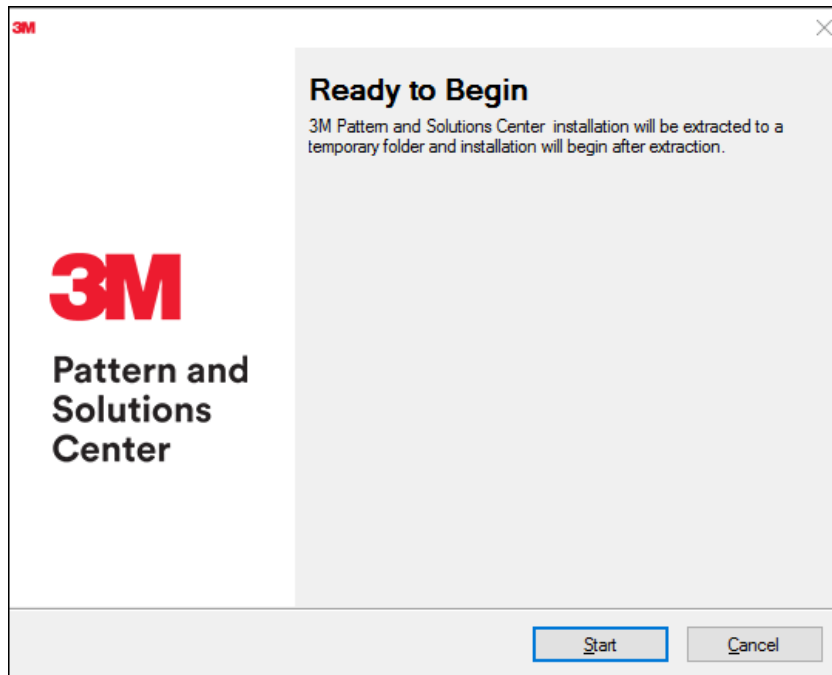 3M
Ready to Begin
3M Pattern and Solutions Center installation will be extracted to a
temporary folder and installation will begin after extraction.
3M
Pattern and
Solutions
Center
Start
Cancel